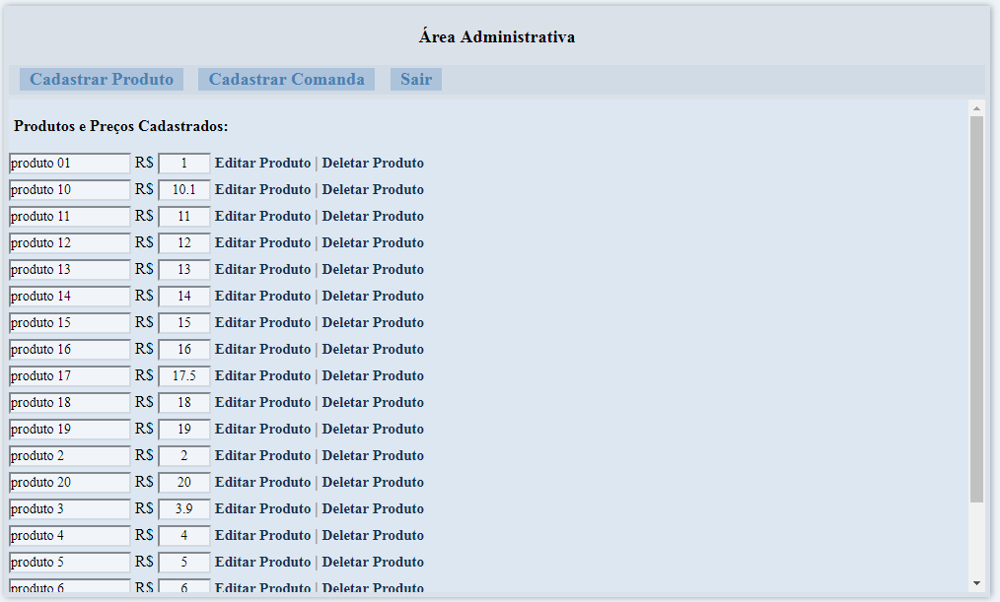 Área Administrativa
Cadastrar Produto Cadastrar Comanda Sair
Produtos e Preços Cadastrados:
produto 01 R$ 1 Editar Produto | Deletar Produto
produto 10 R$ 10.1 Editar Produto | Deletar Produto
produto 11 R$ 11 Editar Produto | Deletar Produto
produto 12 R$ 12 Editar Produto | Deletar Produto
produto 13 R$ 13 Editar Produto | Deletar Produto
produto 14 R$ 14 Editar Produto | Deletar Produto
produto 15 R$ 15 Editar Produto | Deletar Produto
produto 16 R$ 16 Editar Produto | Deletar Produto
produto 17 R$ 17.5 Editar Produto | Deletar Produto
produto 18 R$ 18 Editar Produto | Deletar Produto
produto 19 R$ 19 Editar Produto | Deletar Produto
produto 2 R$ 2 Editar Produto | Deletar Produto
produto 20 R$ 20 Editar Produto | Deletar Produto
produto 3 R$ 3.9 Editar Produto | Deletar Produto
produto 4 R$ 4 Editar Produto | Deletar Produto
produto 5 R$ 5 Editar Produto | Deletar Produto
produto 6 R$ 6 Editar Produto | Deletar Produto